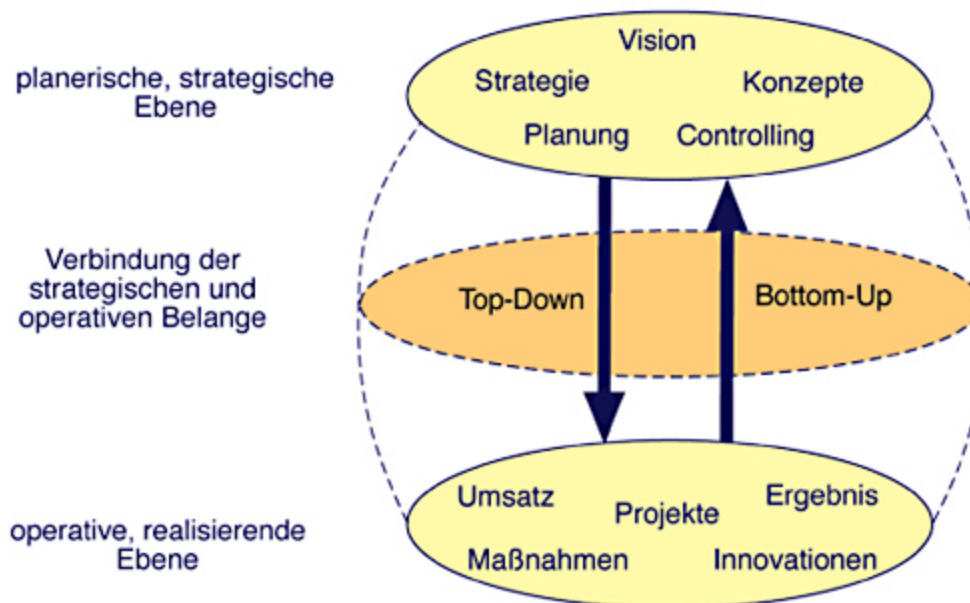 Vision
planerische, strategische
Ebene
Strategie
Konzepte
Planung
Controlling
Verbindung der
strategischen und
operativen Belange
Top-Down
Bottom-Up
Umsatz
Projekte
Ergebnis
operative, realisierende
Ebene
Maßnahmen
Innovationen